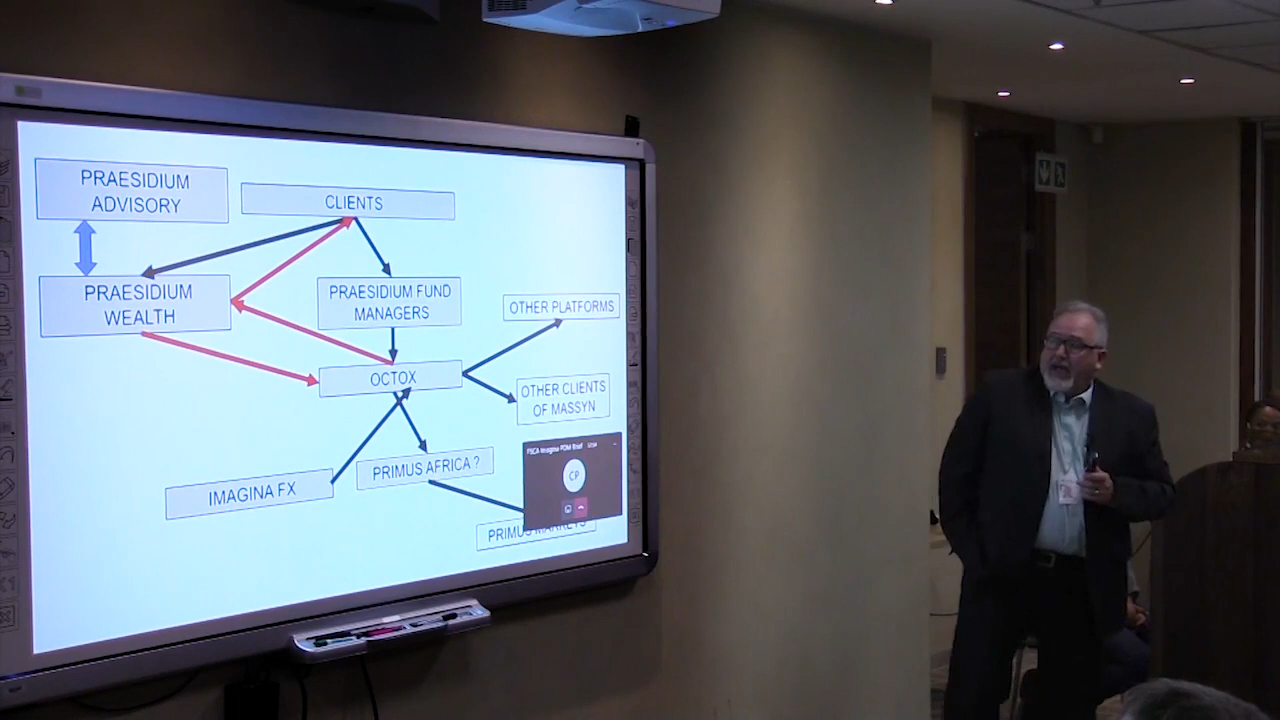 PRAESIDIUM
ADVISORY
CLIENTS
PRAESIDIUM
WEALTH
PRAESIDIUM FUND
MANAGERS
OTHER PLATFORMS
OCTOX
OTHER CLIENTS
OF MASSYN
PRIMUS AFRICA ?
IMAGINA FX
CP
PRIMUS MARKETS